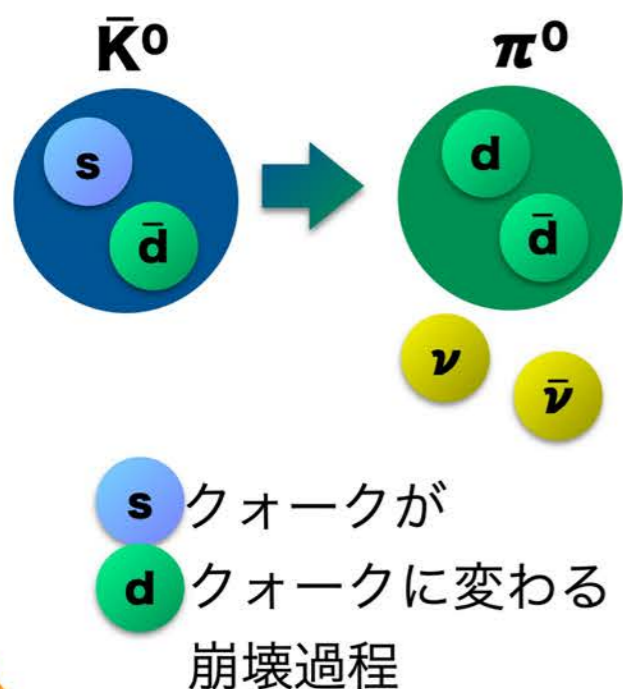 K̄⁰ π⁰
s d
d̄ d̄
ν ν̄
s クォークが
d クォークに変わる
崩壊過程